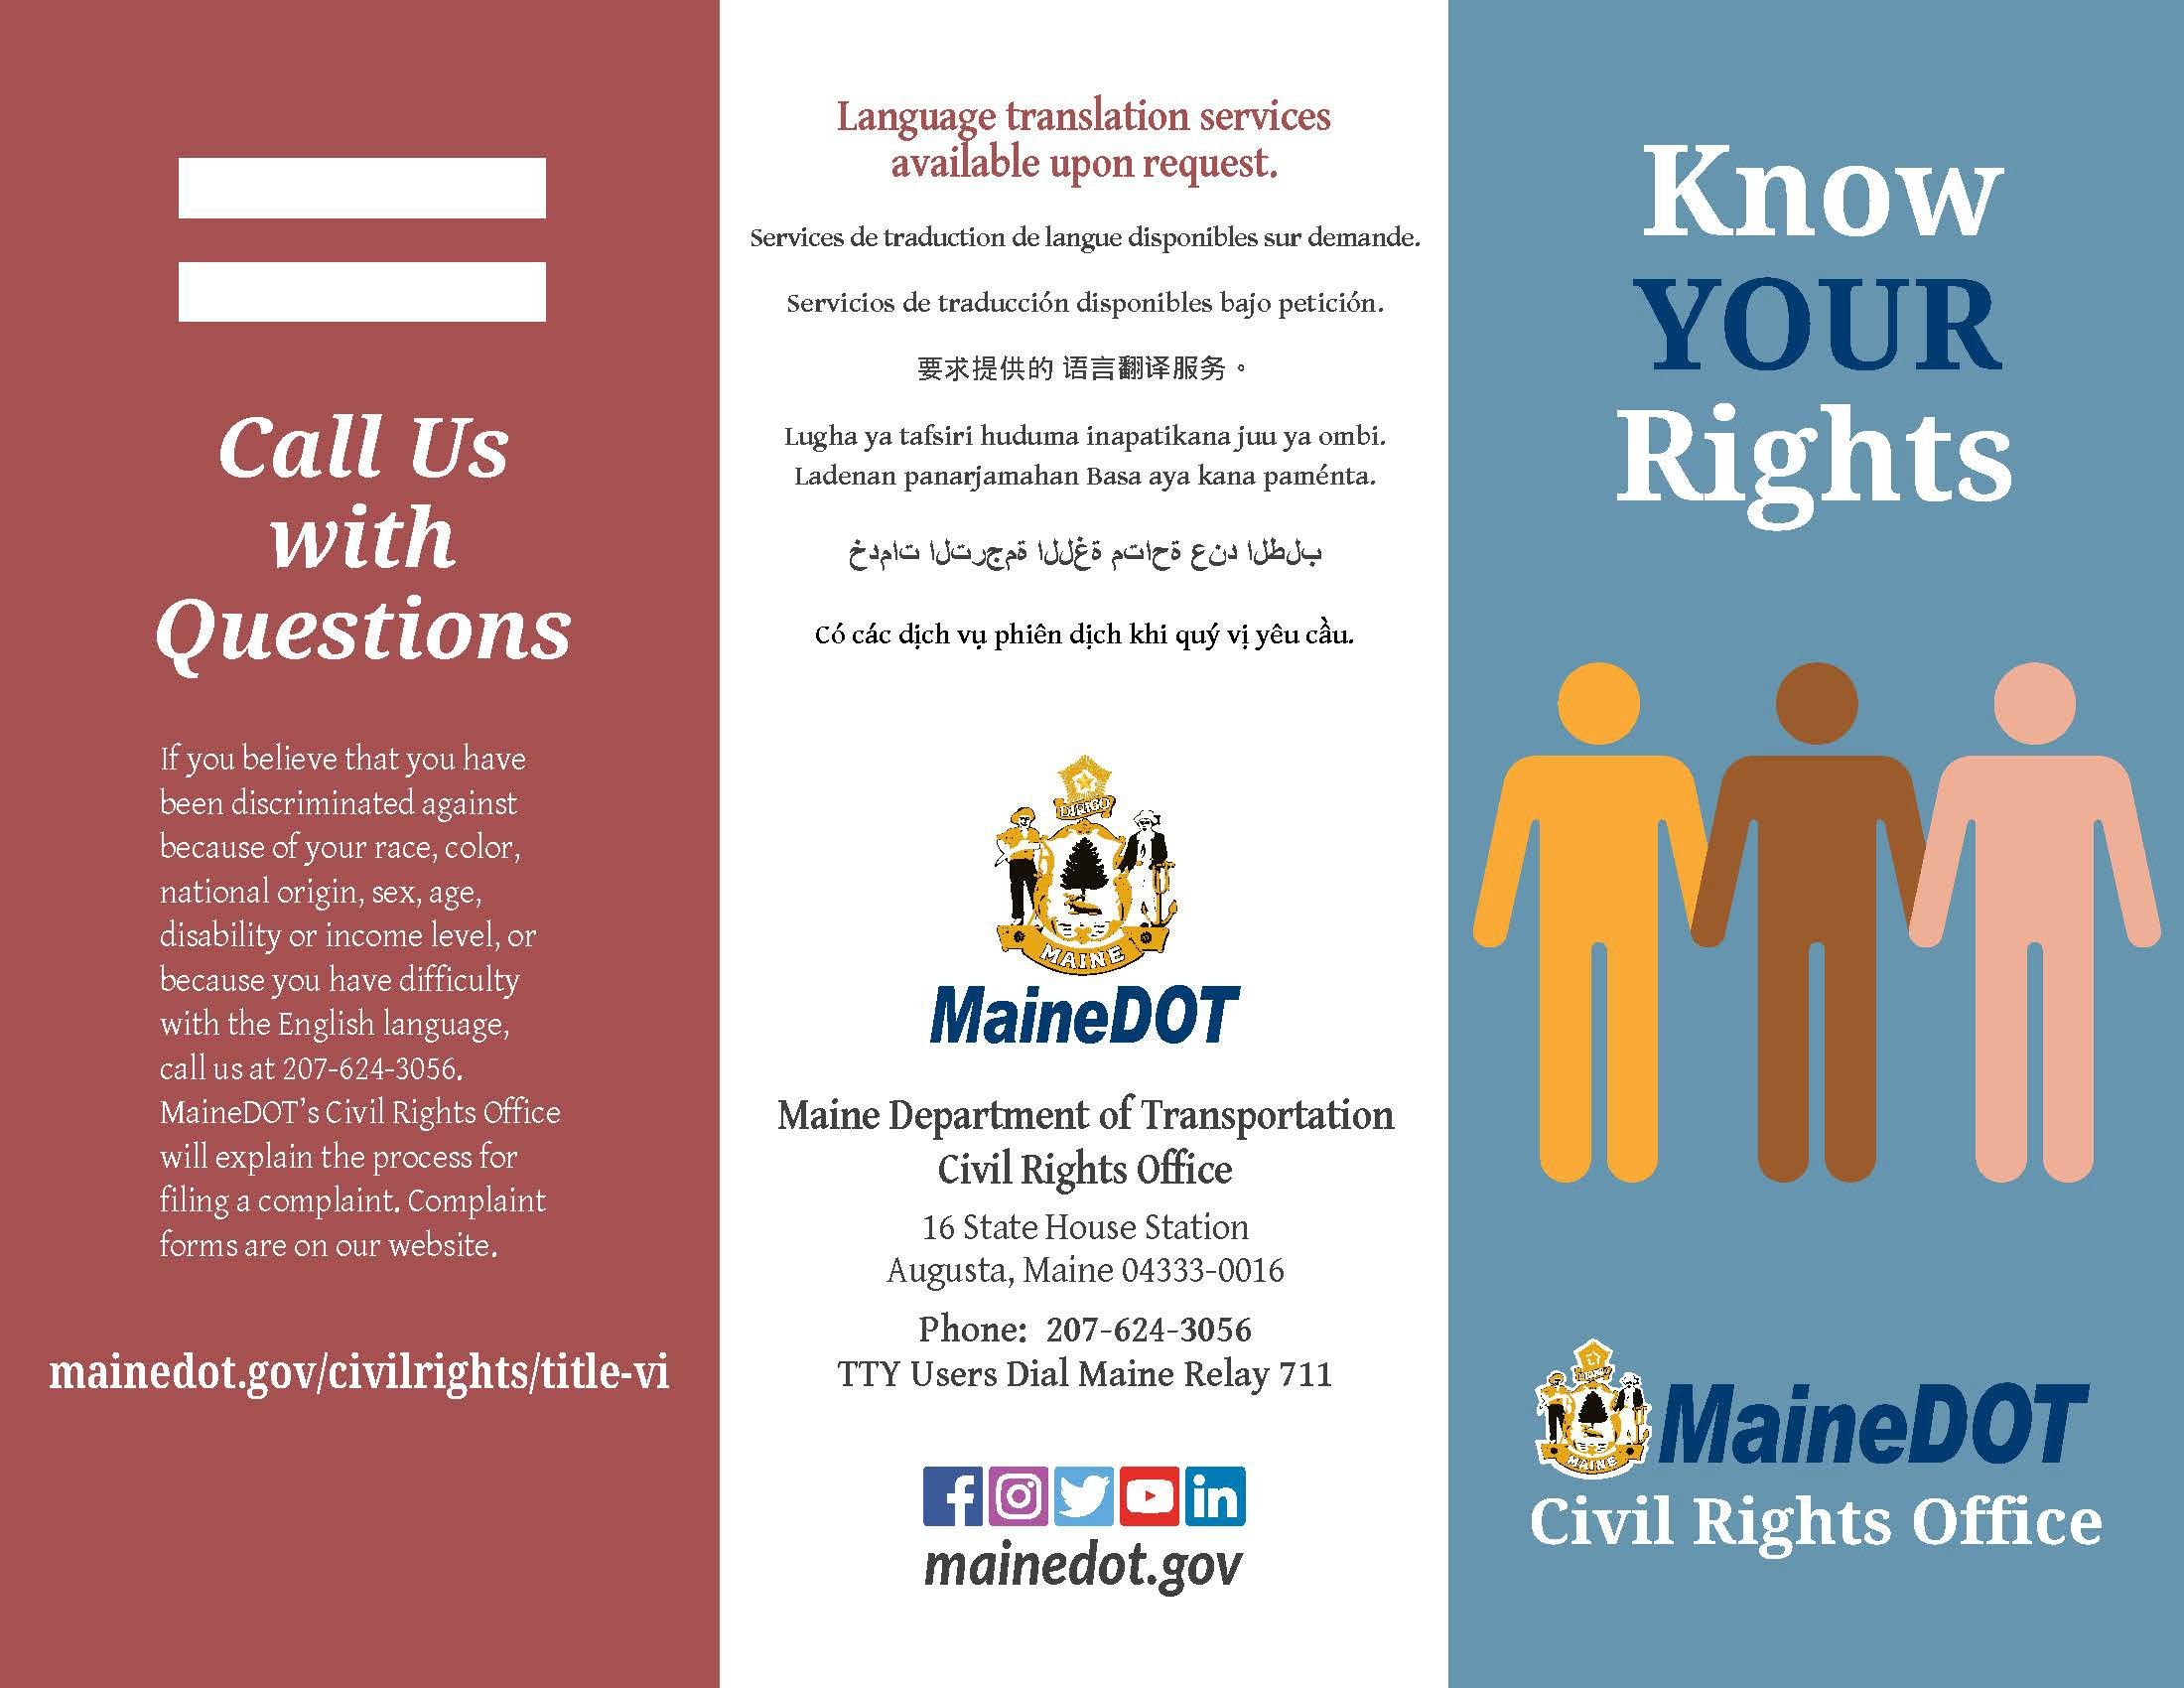 Call Us
with
Questions
If you believe that you have
been discriminated against
because of your race, color,
national origin, sex, age,
disability or income level, or
because you have difficulty
with the English language,
call us at 207-624-3056.
MaineDOT’s Civil Rights Office
will explain the process for
filing a complaint. Complaint
forms are on our website.
mainedot.gov/civilrights/title-vi
Language translation services
available upon request.
Services de traduction de langue disponibles sur demande.
Servicios de traducción disponibles bajo petición.
要求提供的 语言翻译服务。
Lugha ya tafsiri huduma inapatikana juu ya ombi.
Ladenan panarjamahan Basa aya kana paménta.
بلطلا دنع ةحاتم ةغللا ةمجرتلا تامدخ
Có các dịch vụ phiên dịch khi quý vị yêu cầu.
DIRIGO
MAINE
MaineDOT
Maine Department of Transportation
Civil Rights Office
16 State House Station
Augusta, Maine 04333-0016
Phone: 207-624-3056
TTY Users Dial Maine Relay 711
mainedot.gov
Know
YOUR
Rights
DIRIGO
MAINE
MaineDOT
Civil Rights Office